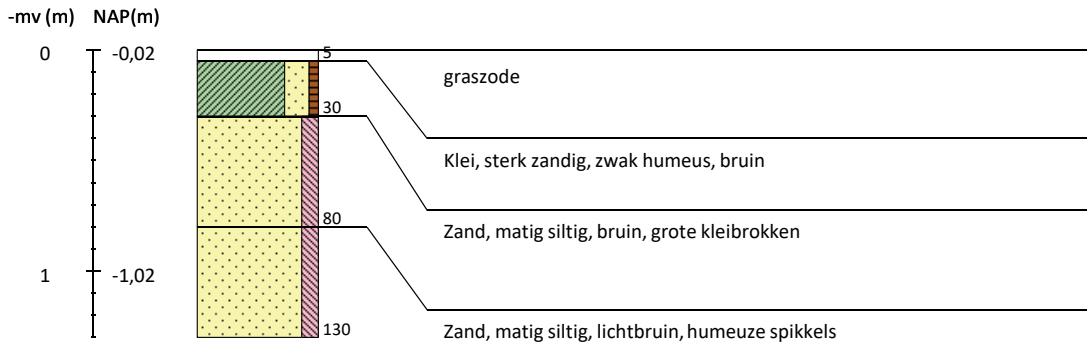 -mv (m) NAP(m)
0 -0,02
5
graszode
30
Klei, sterk zandig, zwak humeus, bruin
80
Zand, matig siltig, bruin, grote kleibrokken
1 -1,02
130
Zand, matig siltig, lichtbruin, humeuze spikkels